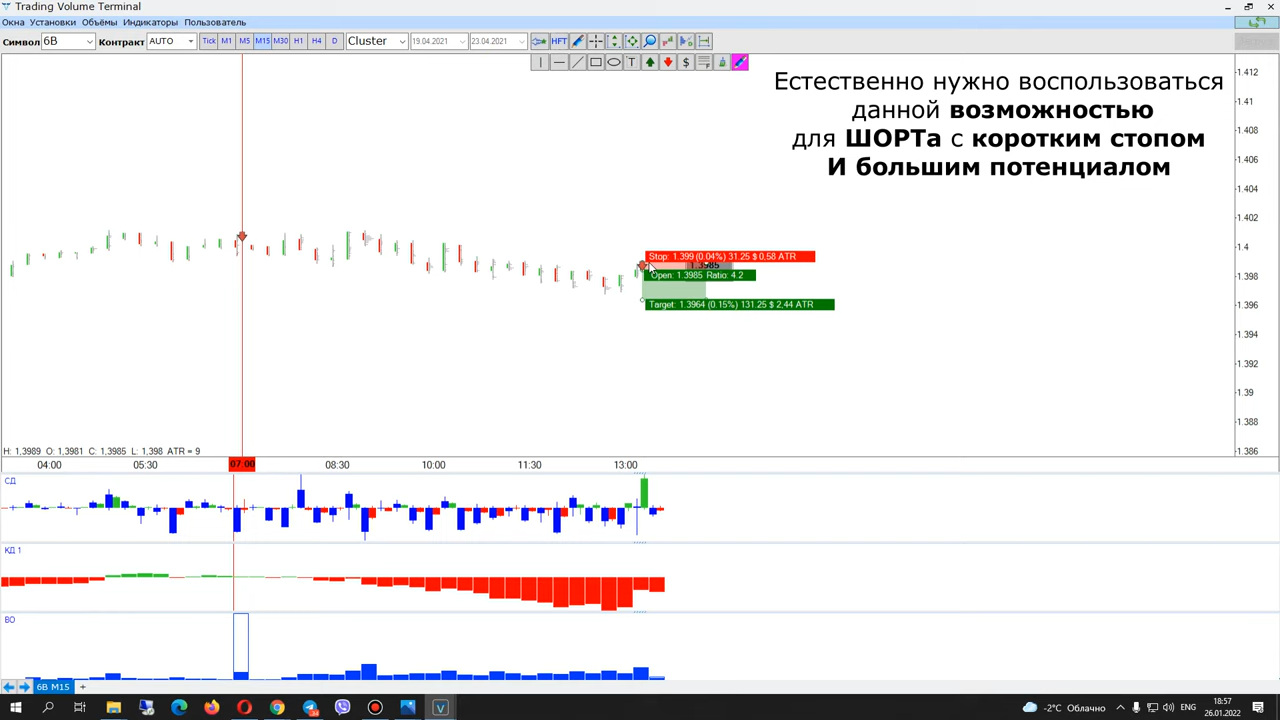 Trading Volume Terminal
Окна Установки Объёмы Индикаторы Пользователь
Символ 6B Контракт AUTO Tick M1 M5 M15 M30 H1 H4 D Cluster 19.04.2021 23.04.2021 HFT
T $
Естественно нужно воспользоваться
данной возможностью
для ШОРТа с коротким стопом
И большим потенциалом
1.412
1.41
1.408
1.406
1.404
1.402
1.4
1.398
1.396
1.394
1.392
1.39
1.388
1.386
Stop: 1.399 (0.04%) 31.25 $ 0.58 ATR
1.3985
Open: 1.3985 Ratio: 4.2
Target: 1.3964 (0.15%) 131.25 $ 2,44 ATR
H: 1,3989 O: 1,3981 C: 1,3985 L: 1,398 ATR = 9
04:00 05:30 07:00 08:30 10:00 11:30 13:00
СД
КД 1
ВО
6B M15 +
-2°C Облачно
18:57
26.01.2022